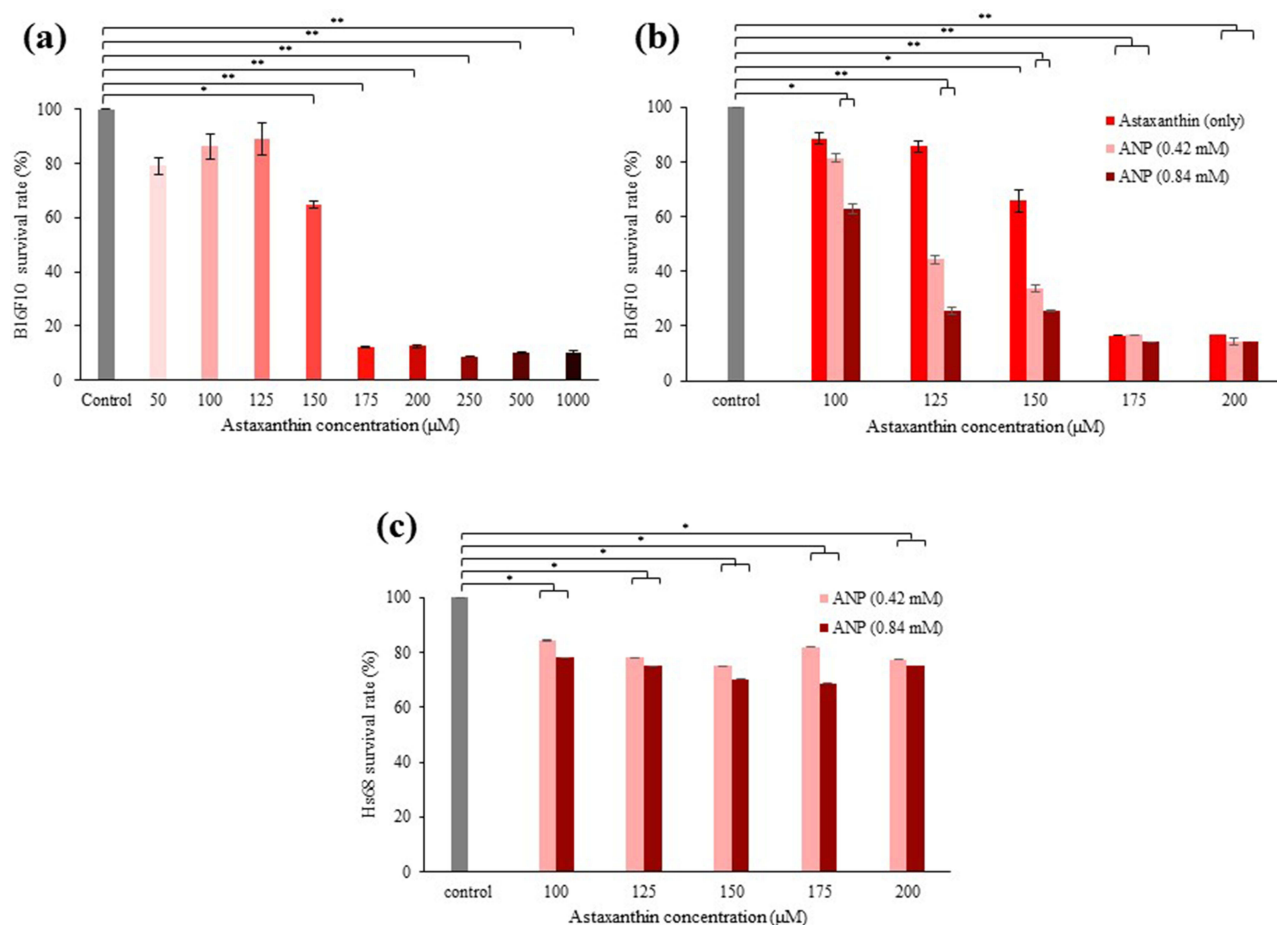 (a)
**
**
**
**
**
*
100
80
60
40
20
0
B16F10 survival rate (%)
Control 50 100 125 150 175 200 250 500 1000
Astaxanthin concentration (μM)
(b)
**
**
**
*
**
*
100
80
60
40
20
0
B16F10 survival rate (%)
Astaxanthin (only)
ANP (0.42 mM)
ANP (0.84 mM)
control 100 125 150 175 200
Astaxanthin concentration (μM)
(c)
*
*
*
*
*
100
80
60
40
20
0
Hs68 survival rate (%)
ANP (0.42 mM)
ANP (0.84 mM)
control 100 125 150 175 200
Astaxanthin concentration (μM)